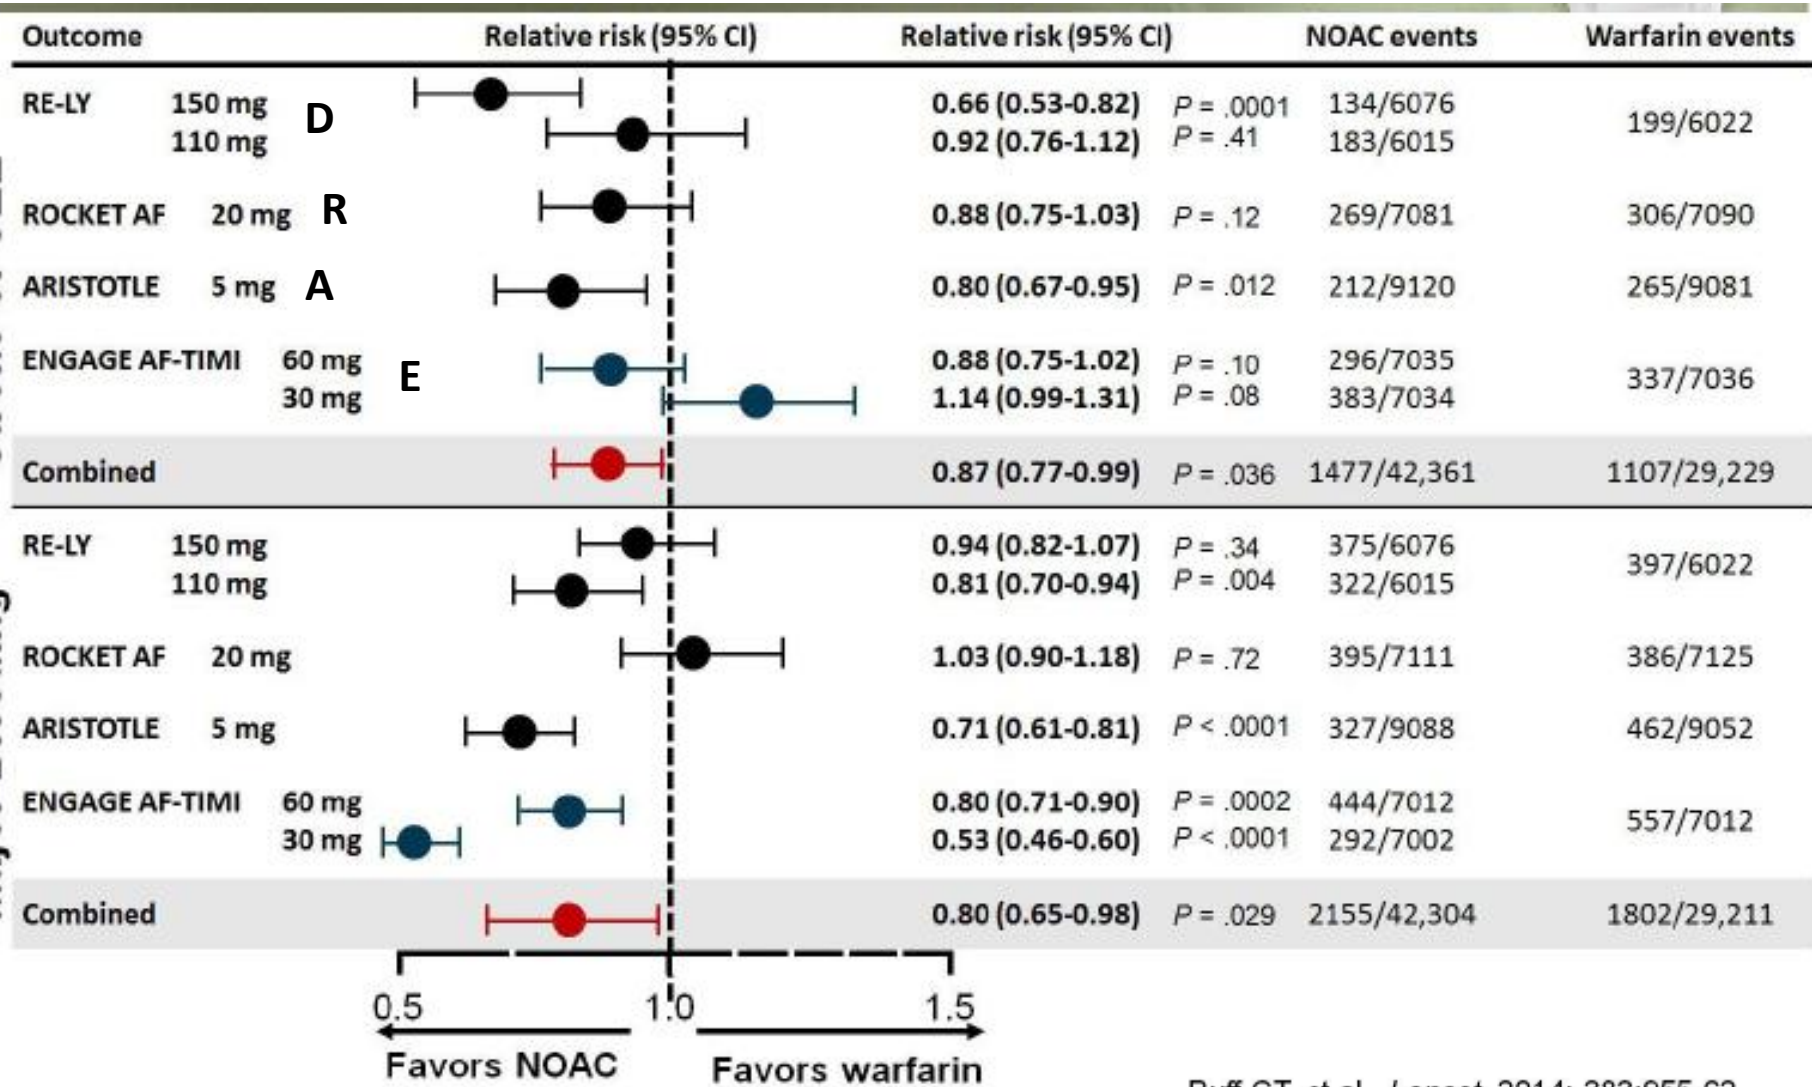 Outcome Relative risk (95% CI) Relative risk (95% CI) NOAC events Warfarin events
RE-LY 150 mg D 0.66 (0.53-0.82) P = .0001 134/6076 199/6022
110 mg 0.92 (0.76-1.12) P = .41 183/6015
ROCKET AF 20 mg R 0.88 (0.75-1.03) P = .12 269/7081 306/7090
ARISTOTLE 5 mg A 0.80 (0.67-0.95) P = .012 212/9120 265/9081
ENGAGE AF-TIMI 60 mg E 0.88 (0.75-1.02) P = .10 296/7035 337/7036
30 mg 1.14 (0.99-1.31) P = .08 383/7034
Combined 0.87 (0.77-0.99) P = .036 1477/42,361 1107/29,229
RE-LY 150 mg 0.94 (0.82-1.07) P = .34 375/6076 397/6022
110 mg 0.81 (0.70-0.94) P = .004 322/6015
ROCKET AF 20 mg 1.03 (0.90-1.18) P = .72 395/7111 386/7125
ARISTOTLE 5 mg 0.71 (0.61-0.81) P < .0001 327/9088 462/9052
ENGAGE AF-TIMI 60 mg 0.80 (0.71-0.90) P = .0002 444/7012 557/7012
30 mg 0.53 (0.46-0.60) P < .0001 292/7002
Combined 0.80 (0.65-0.98) P = .029 2155/42,304 1802/29,211
0.5 1.0 1.5
Favors NOAC Favors warfarin